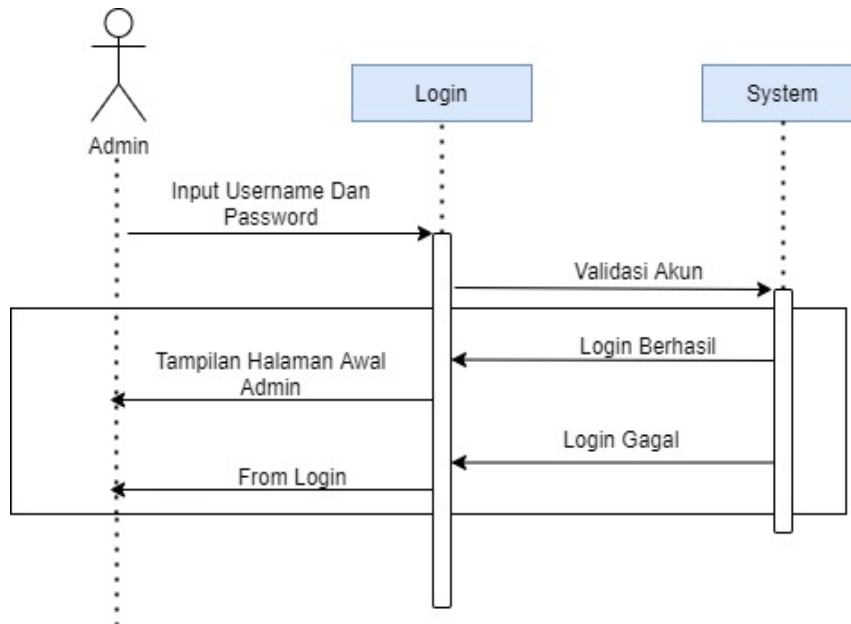 Login
System
Admin
Input Username Dan
Password
Validasi Akun
Login Berhasil
Tampilan Halaman Awal
Admin
Login Gagal
From Login